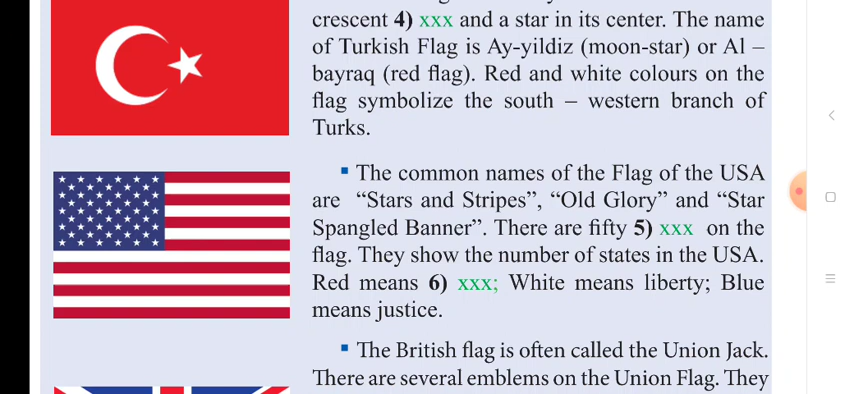 crescent 4) xxx and a star in its center. The name
of Turkish Flag is Ay-yildiz (moon-star) or Al –
bayraq (red flag). Red and white colours on the
flag symbolize the south – western branch of
Turks.
▪ The common names of the Flag of the USA
are “Stars and Stripes”, “Old Glory” and “Star
Spangled Banner”. There are fifty 5) xxx on the
flag. They show the number of states in the USA.
Red means 6) xxx; White means liberty; Blue
means justice.
▪ The British flag is often called the Union Jack.
There are several emblems on the Union Flag. They